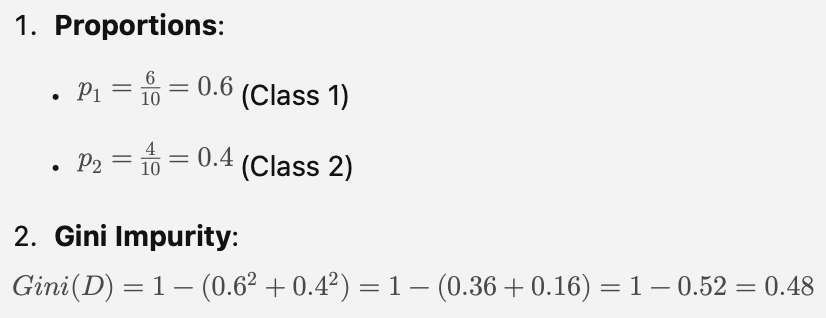 1. Proportions:
• p₁ = 6/10 = 0.6 (Class 1)
• p₂ = 4/10 = 0.4 (Class 2)
2. Gini Impurity:
Gini(D) = 1 − (0.6² + 0.4²) = 1 − (0.36 + 0.16) = 1 − 0.52 = 0.48